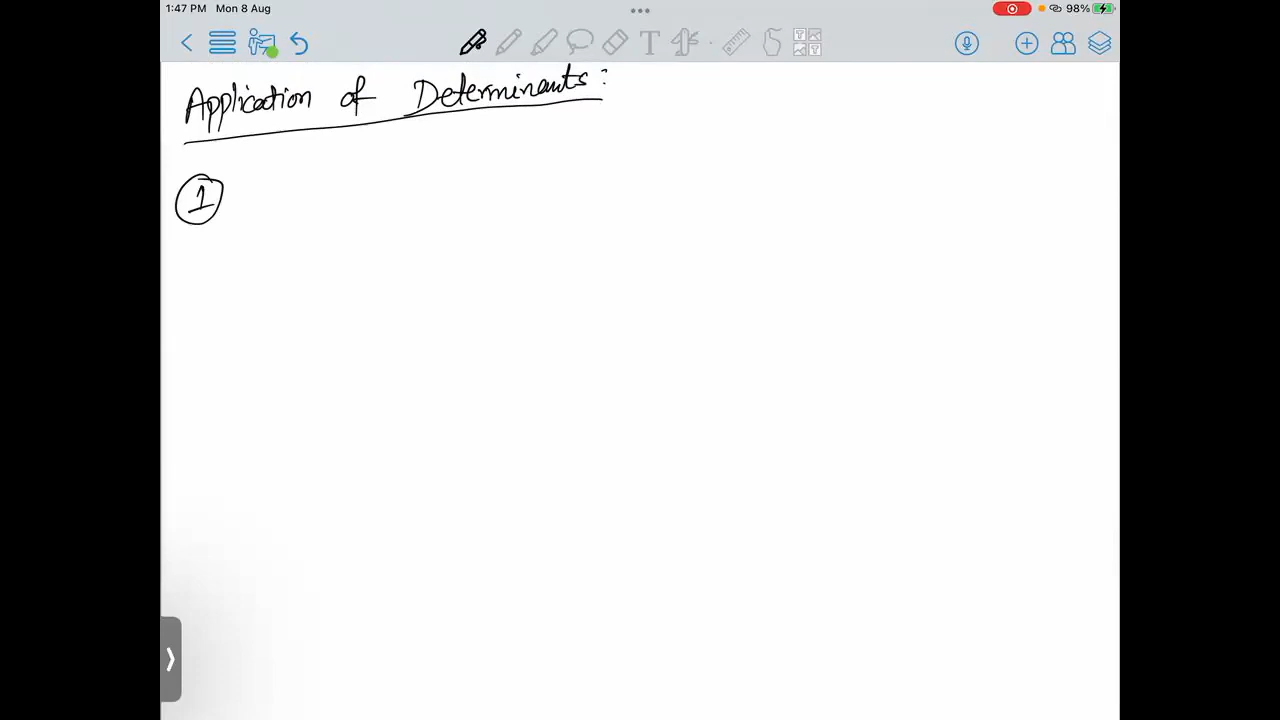 1:47 PM Mon 8 Aug 98%
T T T
Application of Determinants:
1